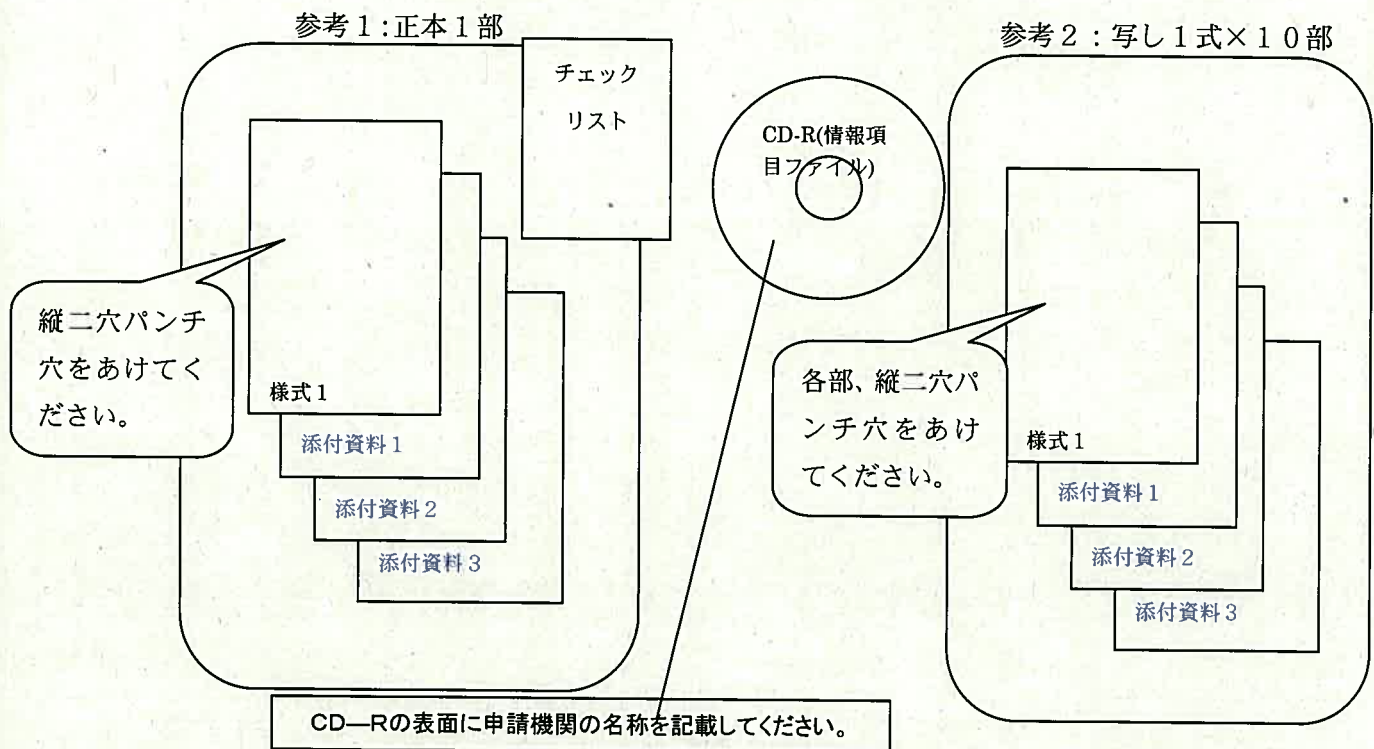 参考１:正本１部
チェック
リスト
縦二穴パンチ
穴をあけてく
ださい。
様式１
添付資料１
添付資料２
添付資料３
CD-R(情報項
目ファイル)
参考２：写し１式×１０部
各部、縦二穴パ
ンチ穴をあけ
てください。
様式１
添付資料１
添付資料２
添付資料３
CD―Rの表面に申請機関の名称を記載してください。